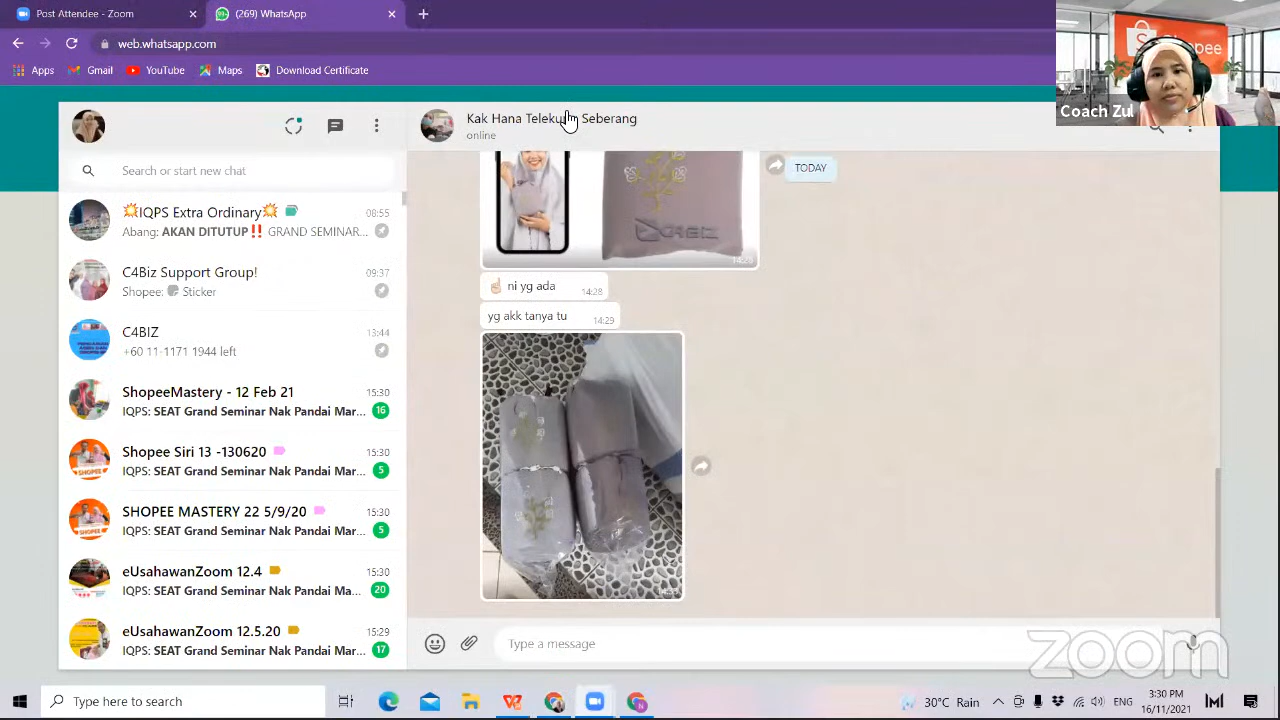 Post Attendee - Zoom
(269) WhatsApp
web.whatsapp.com
Apps
Gmail
YouTube
Maps
Download Certificate
Shopee
Coach Zul
Kak Hana Teleku Seberang
online
Search or start new chat
TODAY
💥IQPS Extra Ordinary💥
08:55
Abang: AKAN DITUTUP‼️ GRAND SEMINAR...
14:28
C4Biz Support Group!
09:37
Shopee: Sticker
☝🏻 ni yg ada
14:28
yg akk tanya tu
14:29
C4BIZ
13:44
+60 11-1171 1944 left
ShopeeMastery - 12 Feb 21
15:30
IQPS: SEAT Grand Seminar Nak Pandai Mar...
16
Shopee Siri 13 -130620
15:30
IQPS: SEAT Grand Seminar Nak Pandai Mar...
5
SHOPEE MASTERY 22 5/9/20
15:30
IQPS: SEAT Grand Seminar Nak Pandai Mar...
5
eUsahawanZoom 12.4
15:30
IQPS: SEAT Grand Seminar Nak Pandai Ma...
20
eUsahawanZoom 12.5.20
15:29
IQPS: SEAT Grand Seminar Nak Pandai Mar...
17
Type a message
zoom
Type here to search
30°C Rain
ENG
3:30 PM
16/11/2021